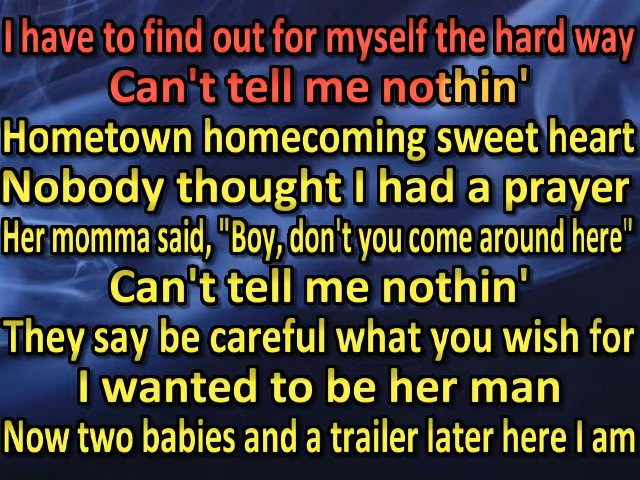 I have to find out for myself the hard way
Can't tell me nothin'
Hometown homecoming sweet heart
Nobody thought I had a prayer
Her momma said, "Boy, don't you come around here"
Can't tell me nothin'
They say be careful what you wish for
I wanted to be her man
Now two babies and a trailer later here I am